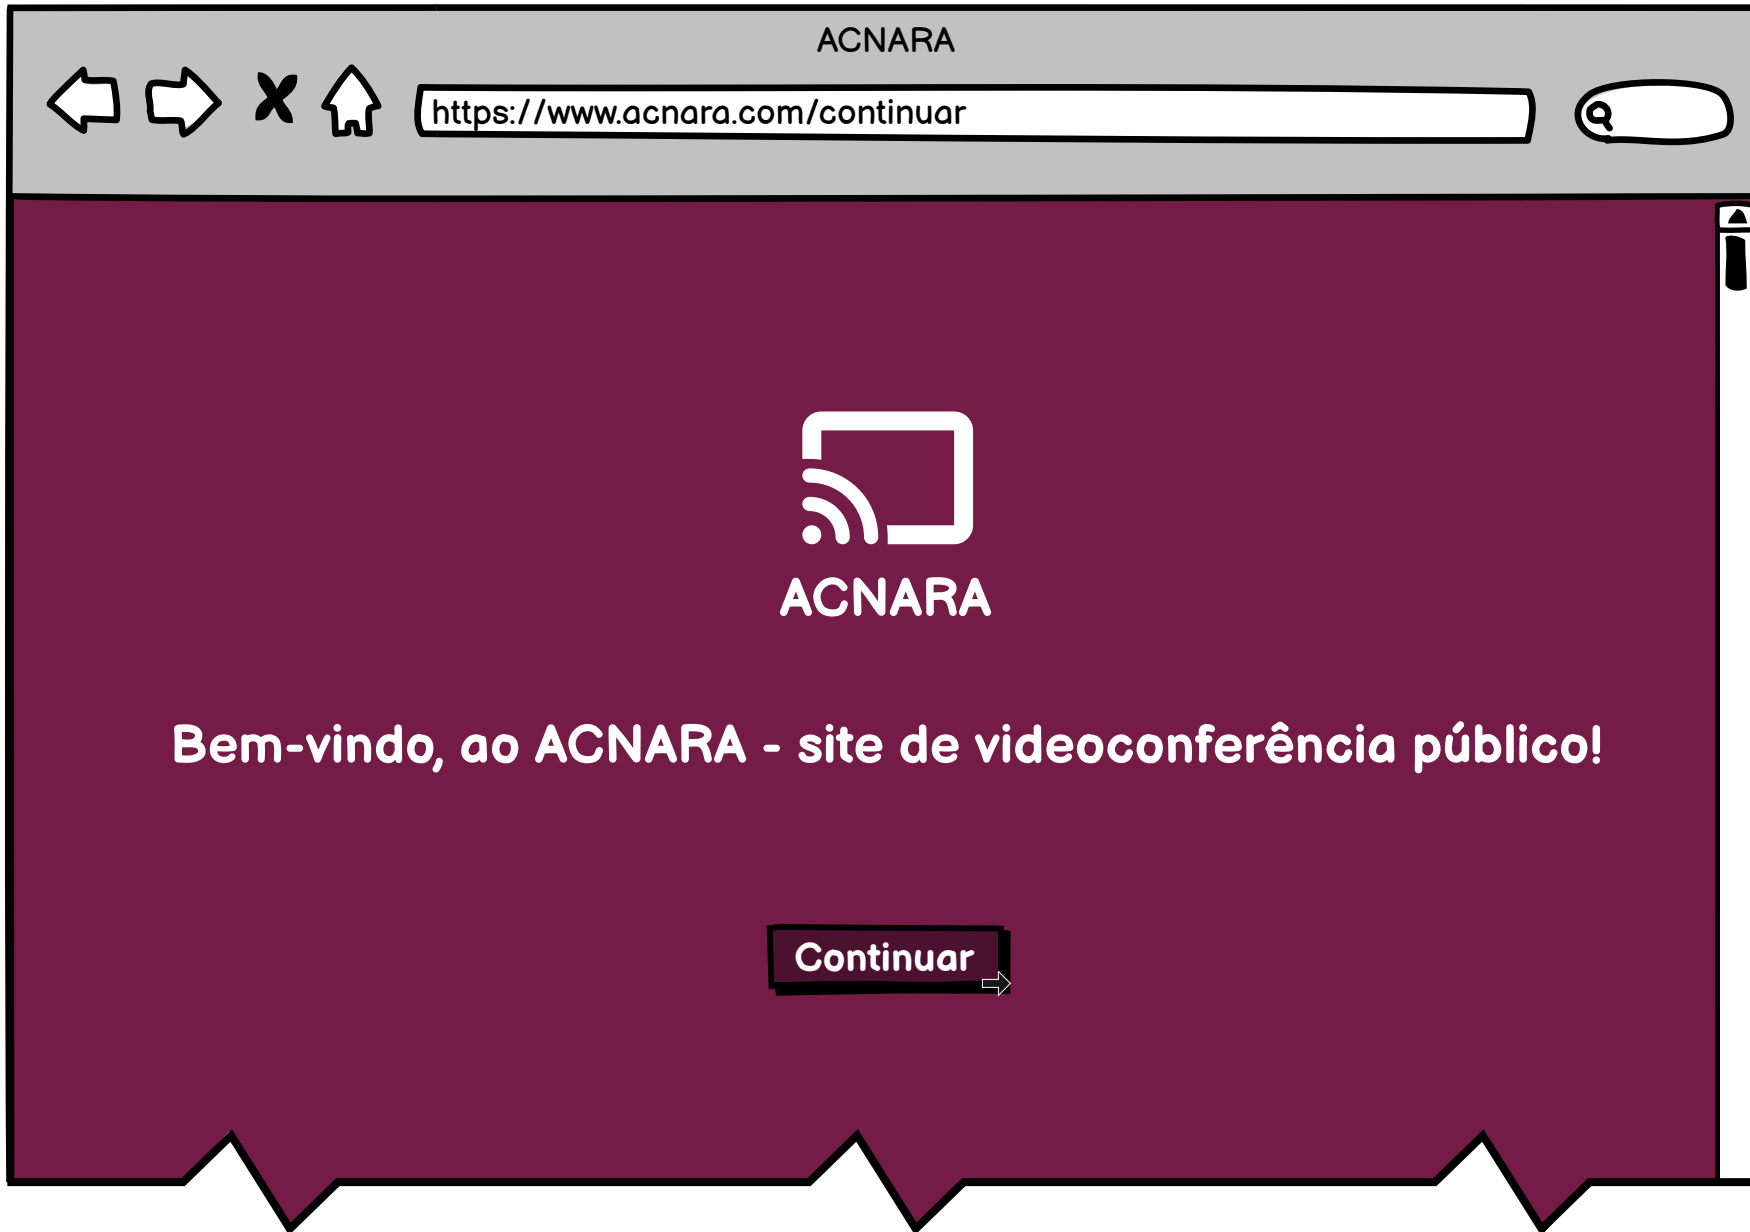 ACNARA
https://www.acnara.com/continuar
ACNARA
Bem-vindo, ao ACNARA - site de videoconferência público!
Continuar